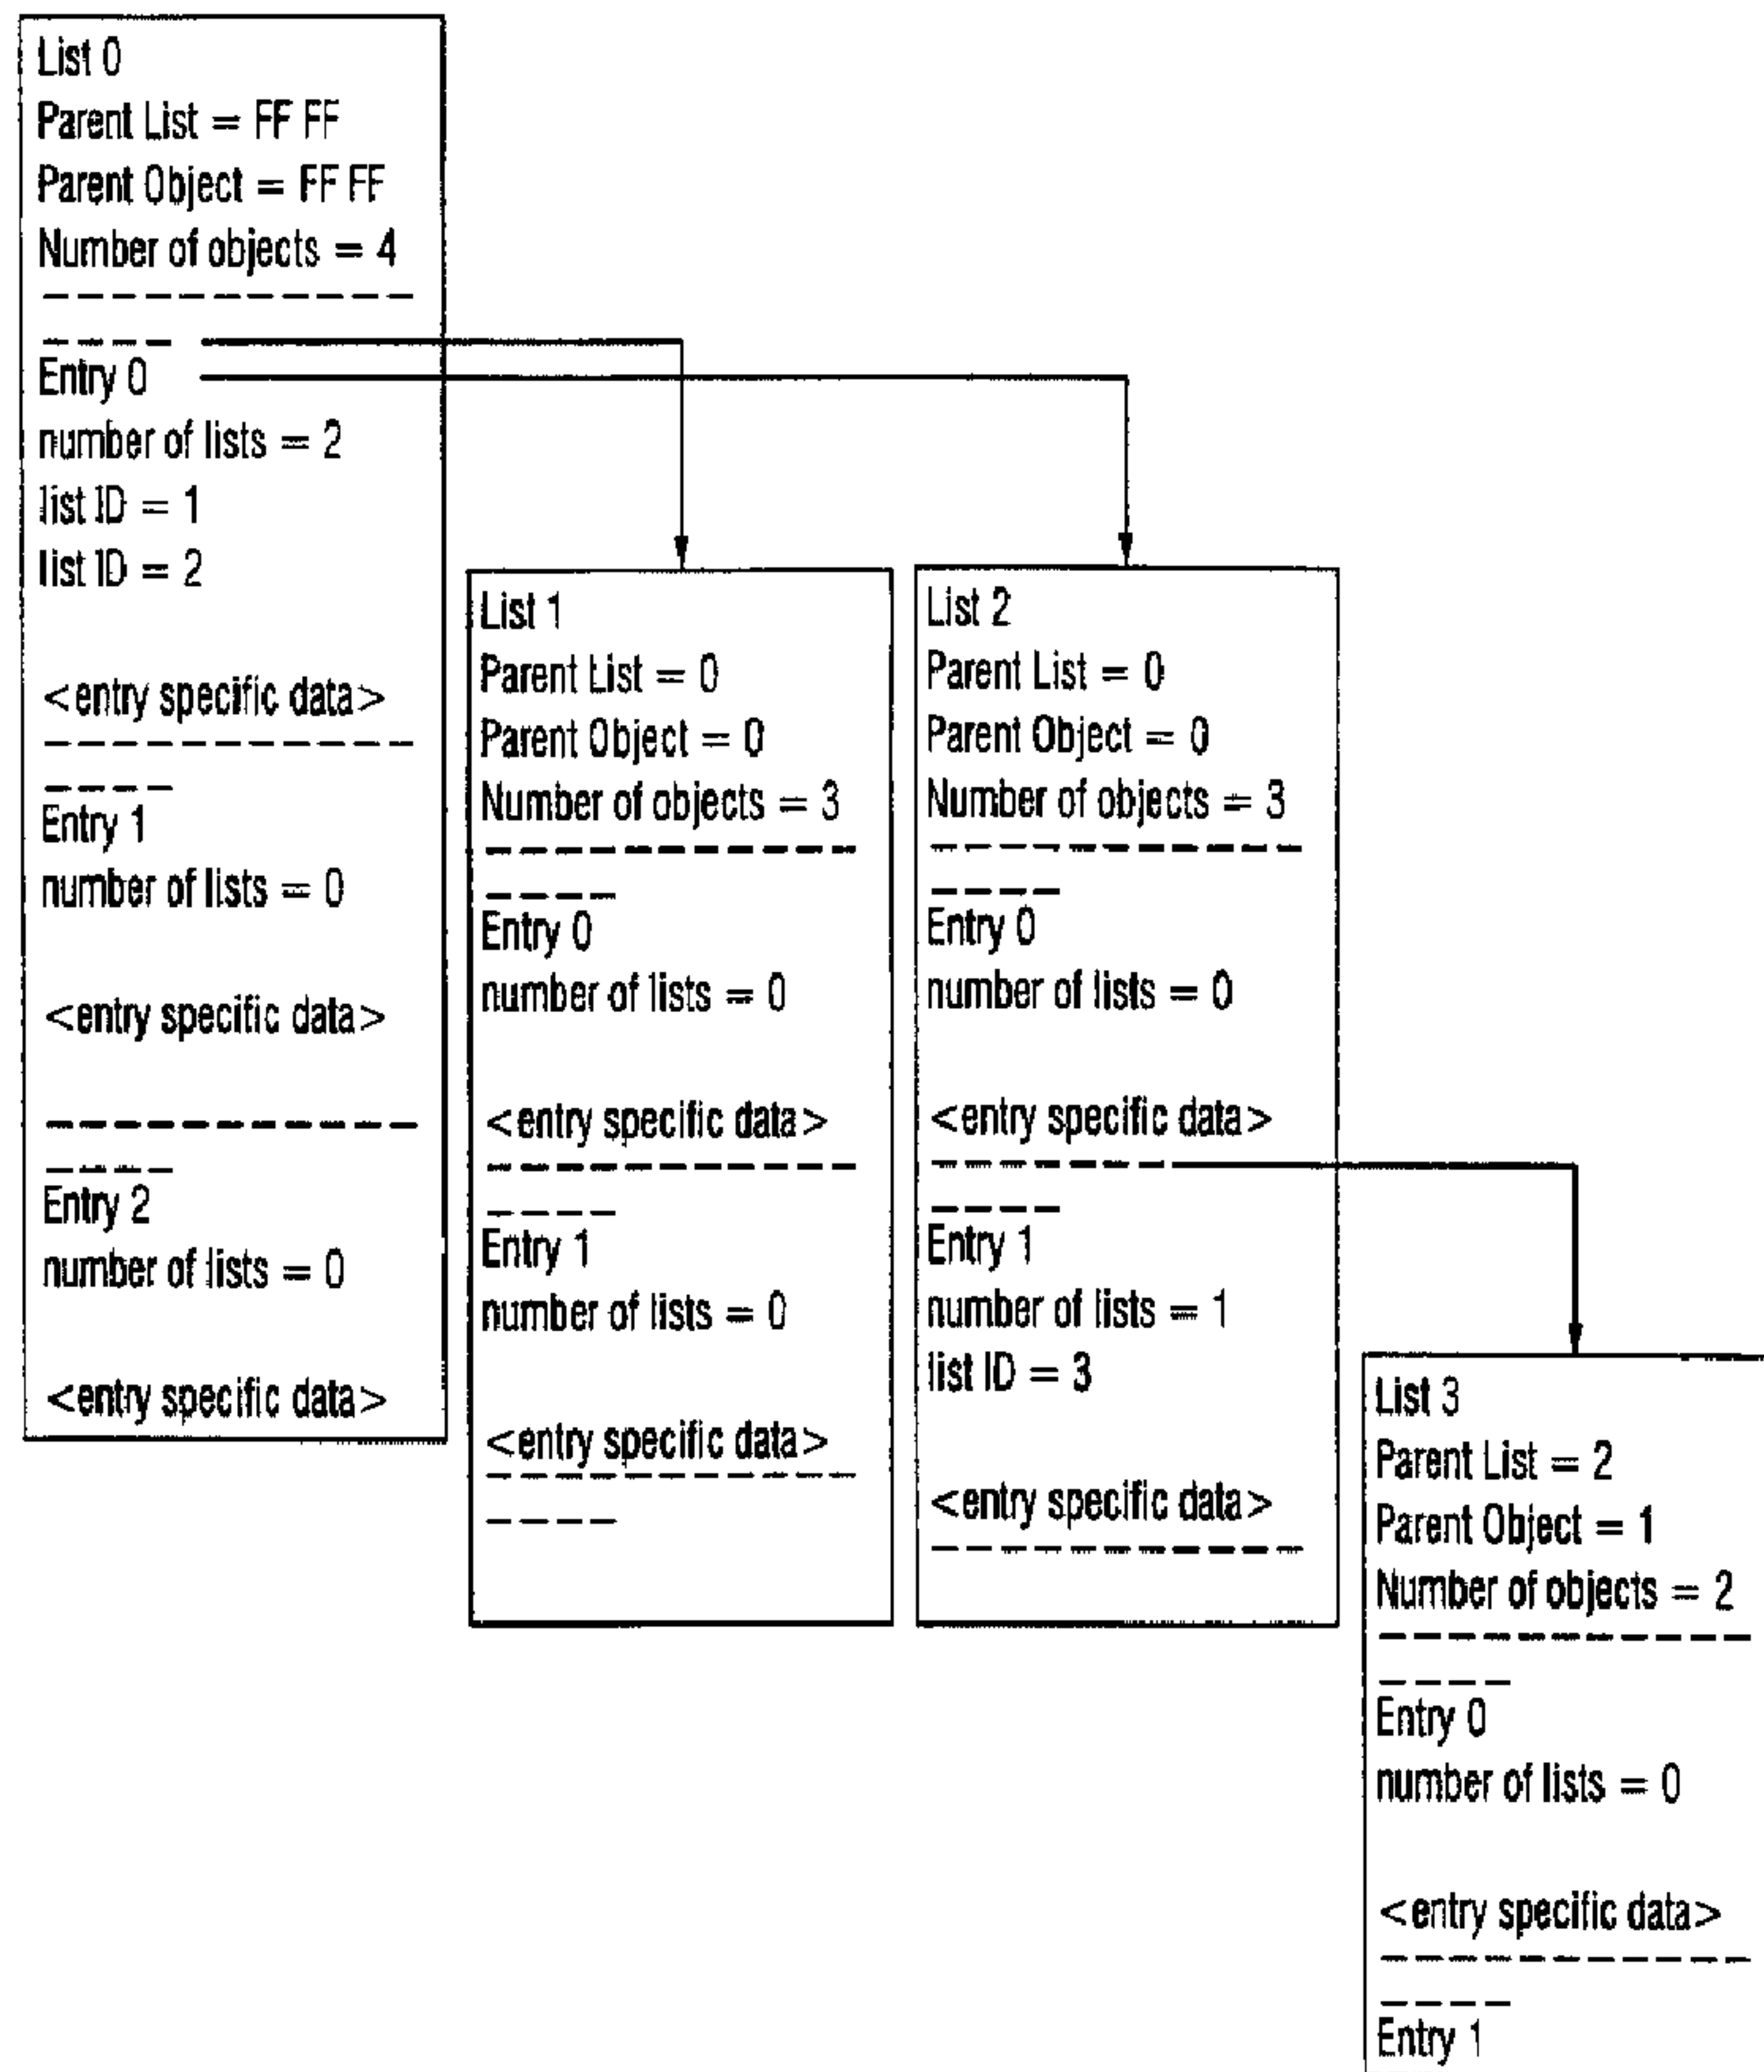 List 0
Parent List = FF FF
Parent Object = FF FF
Number of objects = 4
Entry 0
number of lists = 2
list ID = 1
list ID = 2
<entry specific data>
Entry 1
number of lists = 0
<entry specific data>
Entry 2
number of lists = 0
<entry specific data>
List 1
Parent List = 0
Parent Object = 0
Number of objects = 3
Entry 0
number of lists = 0
<entry specific data>
Entry 1
number of lists = 0
<entry specific data>
List 2
Parent List = 0
Parent Object = 0
Number of objects = 3
Entry 0
number of lists = 0
<entry specific data>
Entry 1
number of lists = 1
list ID = 3
<entry specific data>
List 3
Parent List = 2
Parent Object = 1
Number of objects = 2
Entry 0
number of lists = 0
<entry specific data>
Entry 1